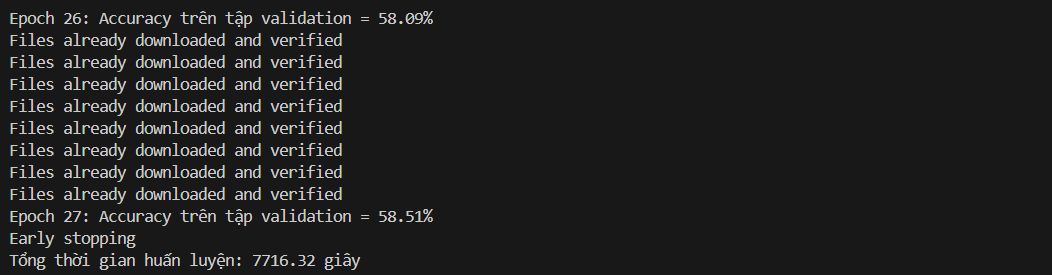 Epoch 26: Accuracy trên tập validation = 58.09%
Files already downloaded and verified
Files already downloaded and verified
Files already downloaded and verified
Files already downloaded and verified
Files already downloaded and verified
Files already downloaded and verified
Files already downloaded and verified
Files already downloaded and verified
Epoch 27: Accuracy trên tập validation = 58.51%
Early stopping
Tổng thời gian huấn luyện: 7716.32 giây